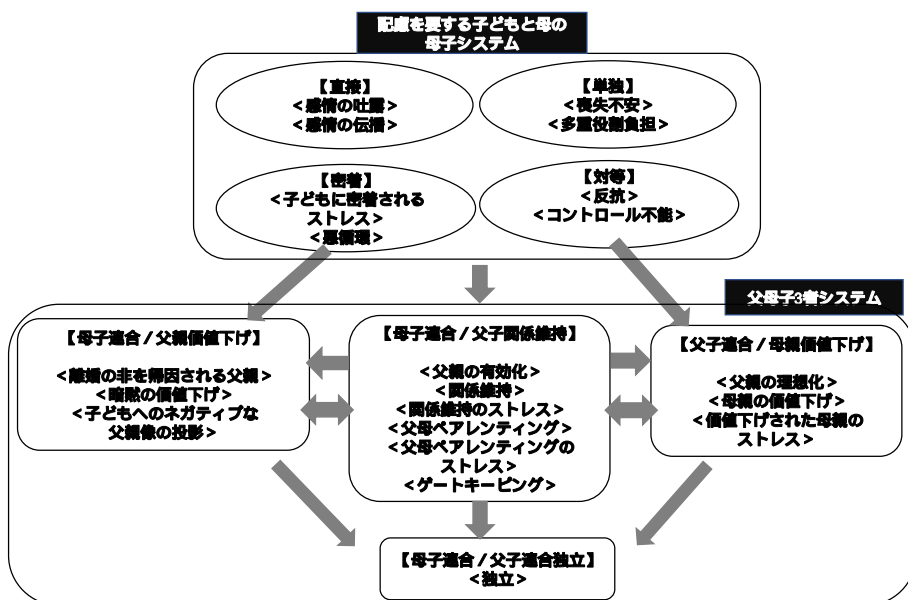 配慮を要する子どもと母の
母子システム
【直接】
<感情の吐露>
<感情の伝播>
【単独】
<喪失不安>
<多重役割負担>
【密着】
<子どもに密着される
ストレス>
<悪循環>
【対等】
<反抗>
<コントロール不能>
父母子3者システム
【母子連合/父親価値下げ】
<離婚の非を帰因される父親>
<暗黙の価値下げ>
<子どもへのネガティブな
父親像の投影>
【母子連合/父子関係維持】
<父親の有効化>
<関係維持>
<関係維持のストレス>
<父母ペアレンティング>
<父母ペアレンティングの
ストレス>
<ゲートキーピング>
【父子連合/母親価値下げ】
<父親の理想化>
<母親の価値下げ>
<価値下げされた母親の
ストレス>
【母子連合/父子連合独立】
<独立>